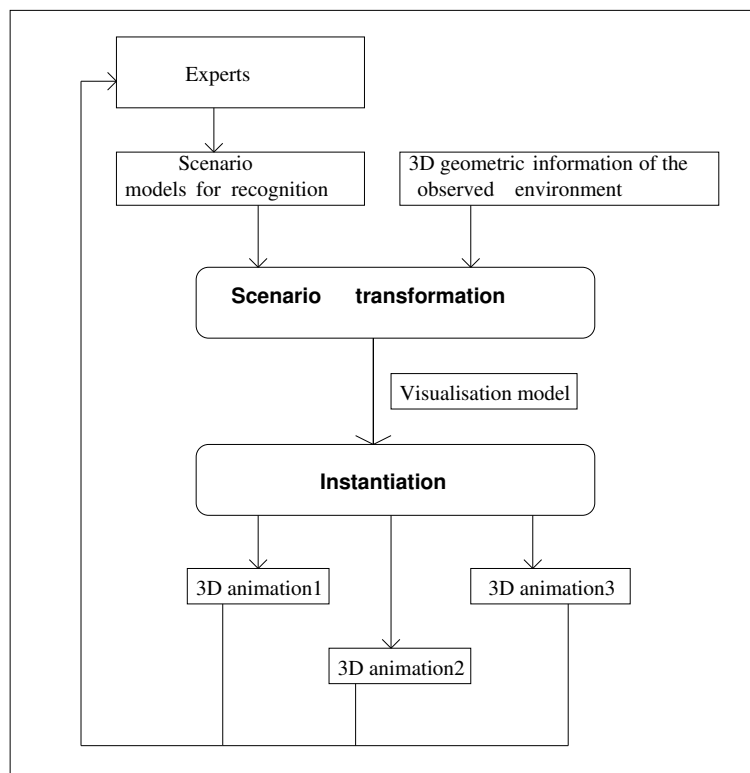 Experts
Scenario
models for recognition
3D geometric information of the
observed environment
Scenario transformation
Visualisation model
Instantiation
3D animation1
3D animation3
3D animation2